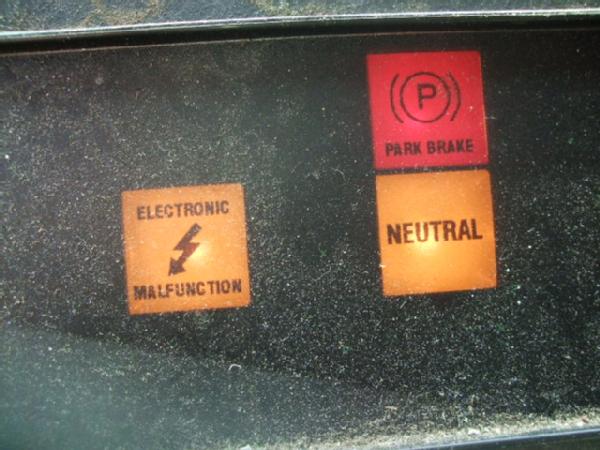 P
PARK BRAKE
NEUTRAL
ELECTRONIC
MALFUNCTION